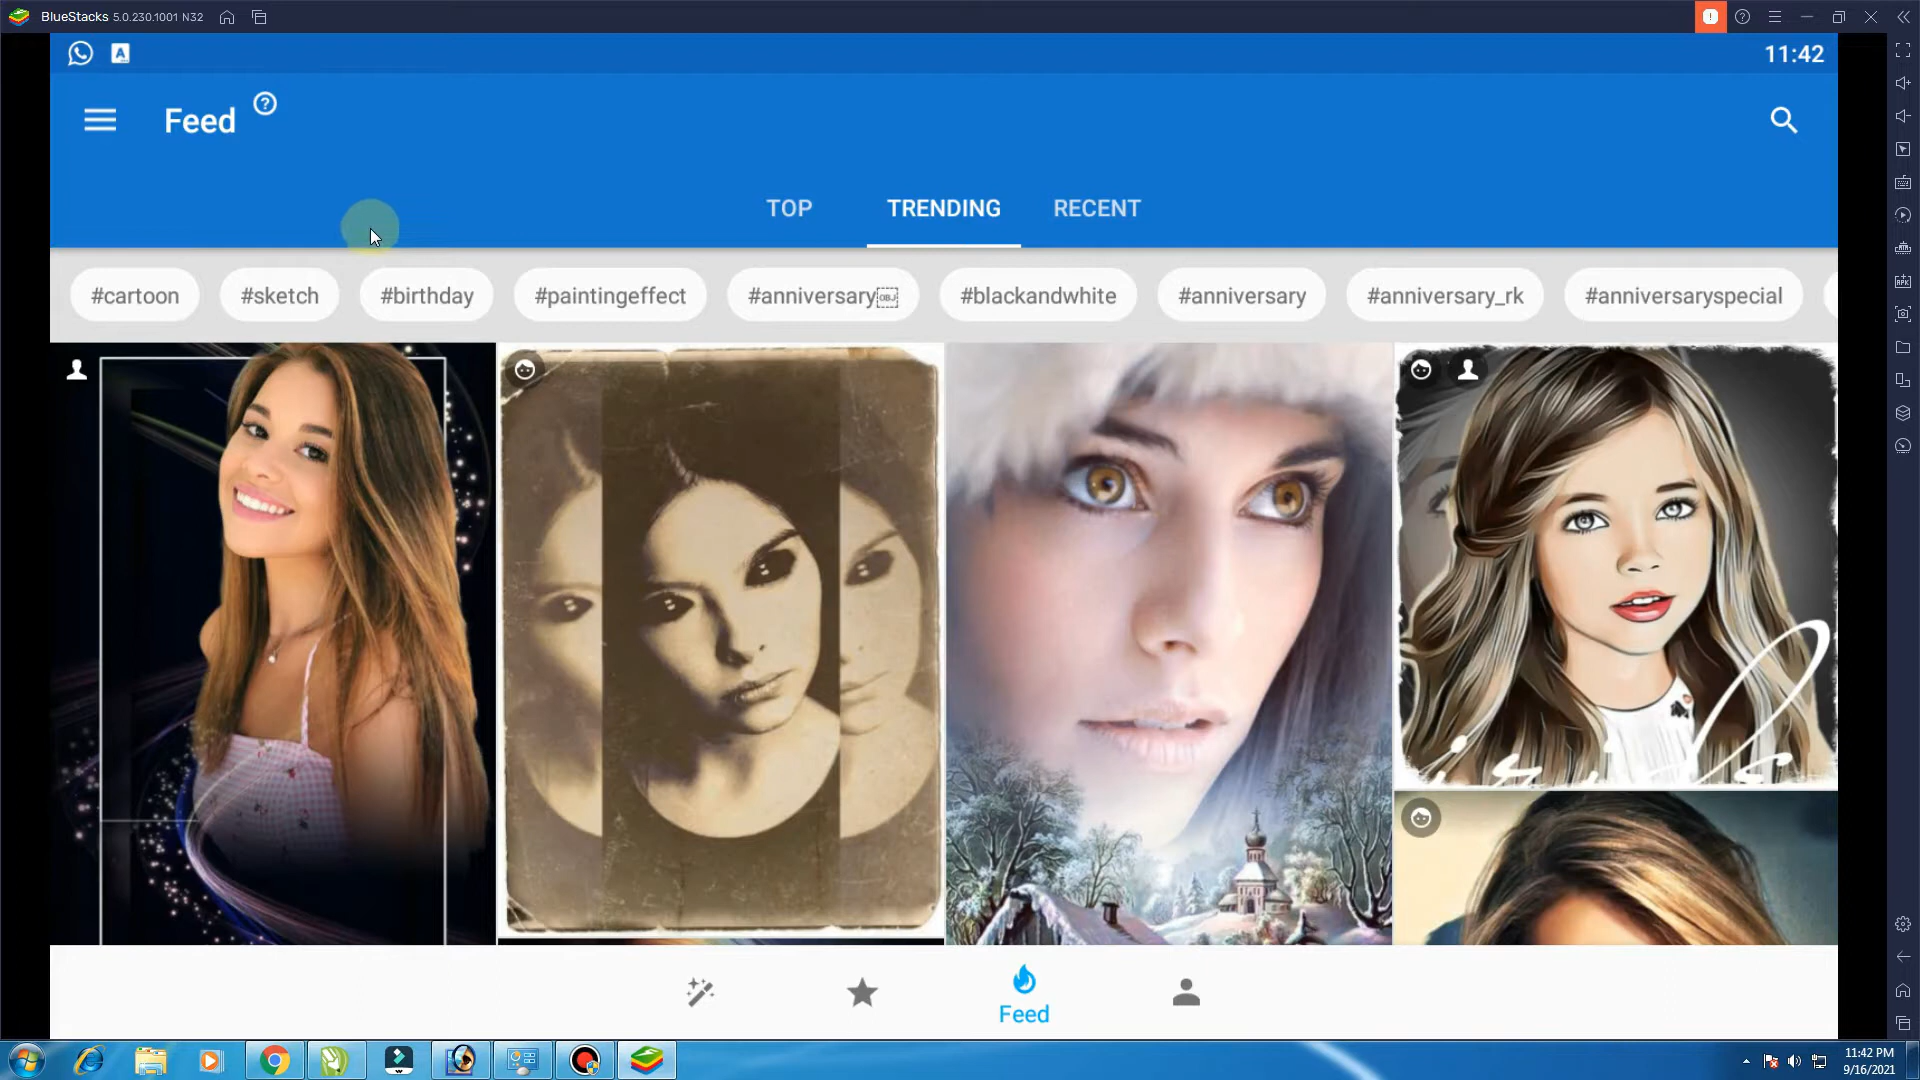 BlueStacks 5.0.230.1001 N32
11:42
Feed
TOP TRENDING RECENT
#cartoon #sketch #birthday #paintingeffect #anniversary￼ #blackandwhite #anniversary #anniversary_rk #anniversaryspecial
Feed
11:42 PM
9/16/2021